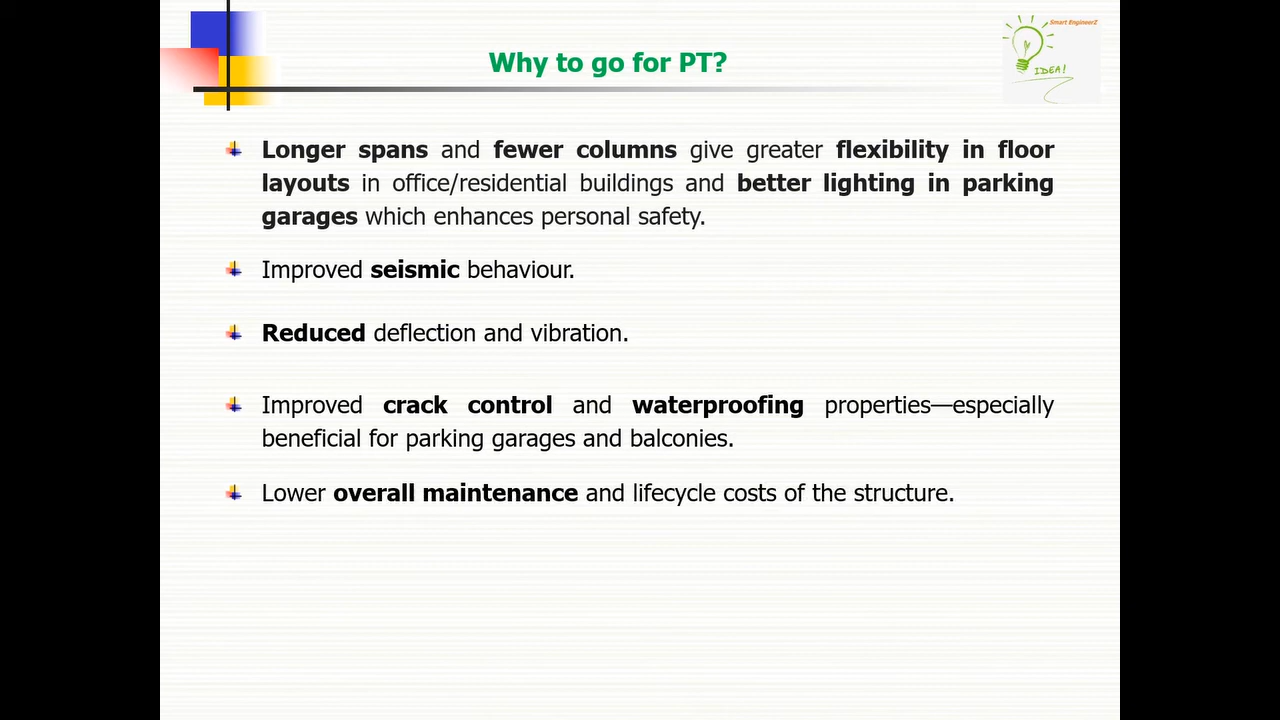 Smart EngineerZ
Why to go for PT?
IDEA!
Longer spans and fewer columns give greater flexibility in floor
layouts in office/residential buildings and better lighting in parking
garages which enhances personal safety.
Improved seismic behaviour.
Reduced deflection and vibration.
Improved crack control and waterproofing properties—especially
beneficial for parking garages and balconies.
Lower overall maintenance and lifecycle costs of the structure.